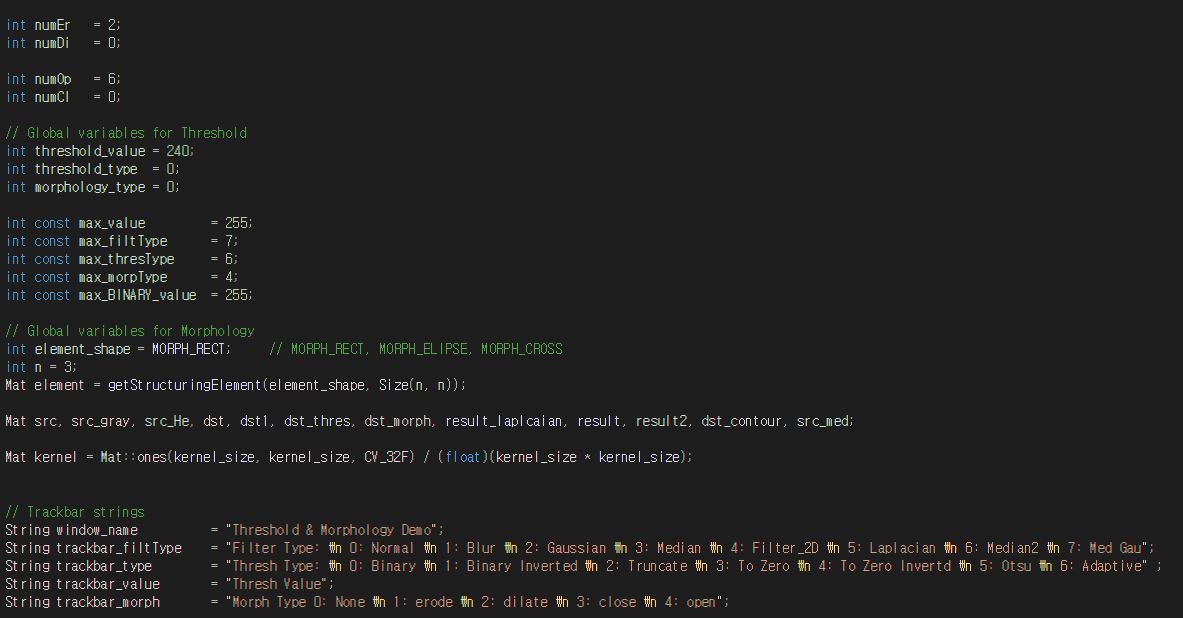 int numEr   = 2;
int numDi   = 0;
int numOp   = 6;
int numCl   = 0;
// Global variables for Threshold
int threshold_value = 240;
int threshold_type  = 0;
int morphology_type = 0;
int const max_value         = 255;
int const max_filtType      = 7;
int const max_thresType     = 6;
int const max_morpType      = 4;
int const max_BINARY_value  = 255;
// Global variables for Morphology
int element_shape = MORPH_RECT;     // MORPH_RECT, MORPH_ELIPSE, MORPH_CROSS
int n = 3;
Mat element = getStructuringElement(element_shape, Size(n, n));
Mat src, src_gray, src_He, dst, dst1, dst_thres, dst_morph, result_laplcaian, result, result2, dst_contour, src_med;
Mat kernel = Mat::ones(kernel_size, kernel_size, CV_32F) / (float)(kernel_size * kernel_size);
// Trackbar strings
String window_name          = "Threshold & Morphology Demo";
String trackbar_filtType    = "Filter Type: ₩n 0: Normal ₩n 1: Blur ₩n 2: Gaussian ₩n 3: Median ₩n 4: Filter_2D ₩n 5: Laplacian ₩n 6: Median2 ₩n 7: Med Gau";
String trackbar_type        = "Thresh Type: ₩n 0: Binary ₩n 1: Binary Inverted ₩n 2: Truncate ₩n 3: To Zero ₩n 4: To Zero Invertd ₩n 5: Otsu ₩n 6: Adaptive" ;
String trackbar_value       = "Thresh Value";
String trackbar_morph       = "Morph Type 0: None ₩n 1: erode ₩n 2: dilate ₩n 3: close ₩n 4: open";